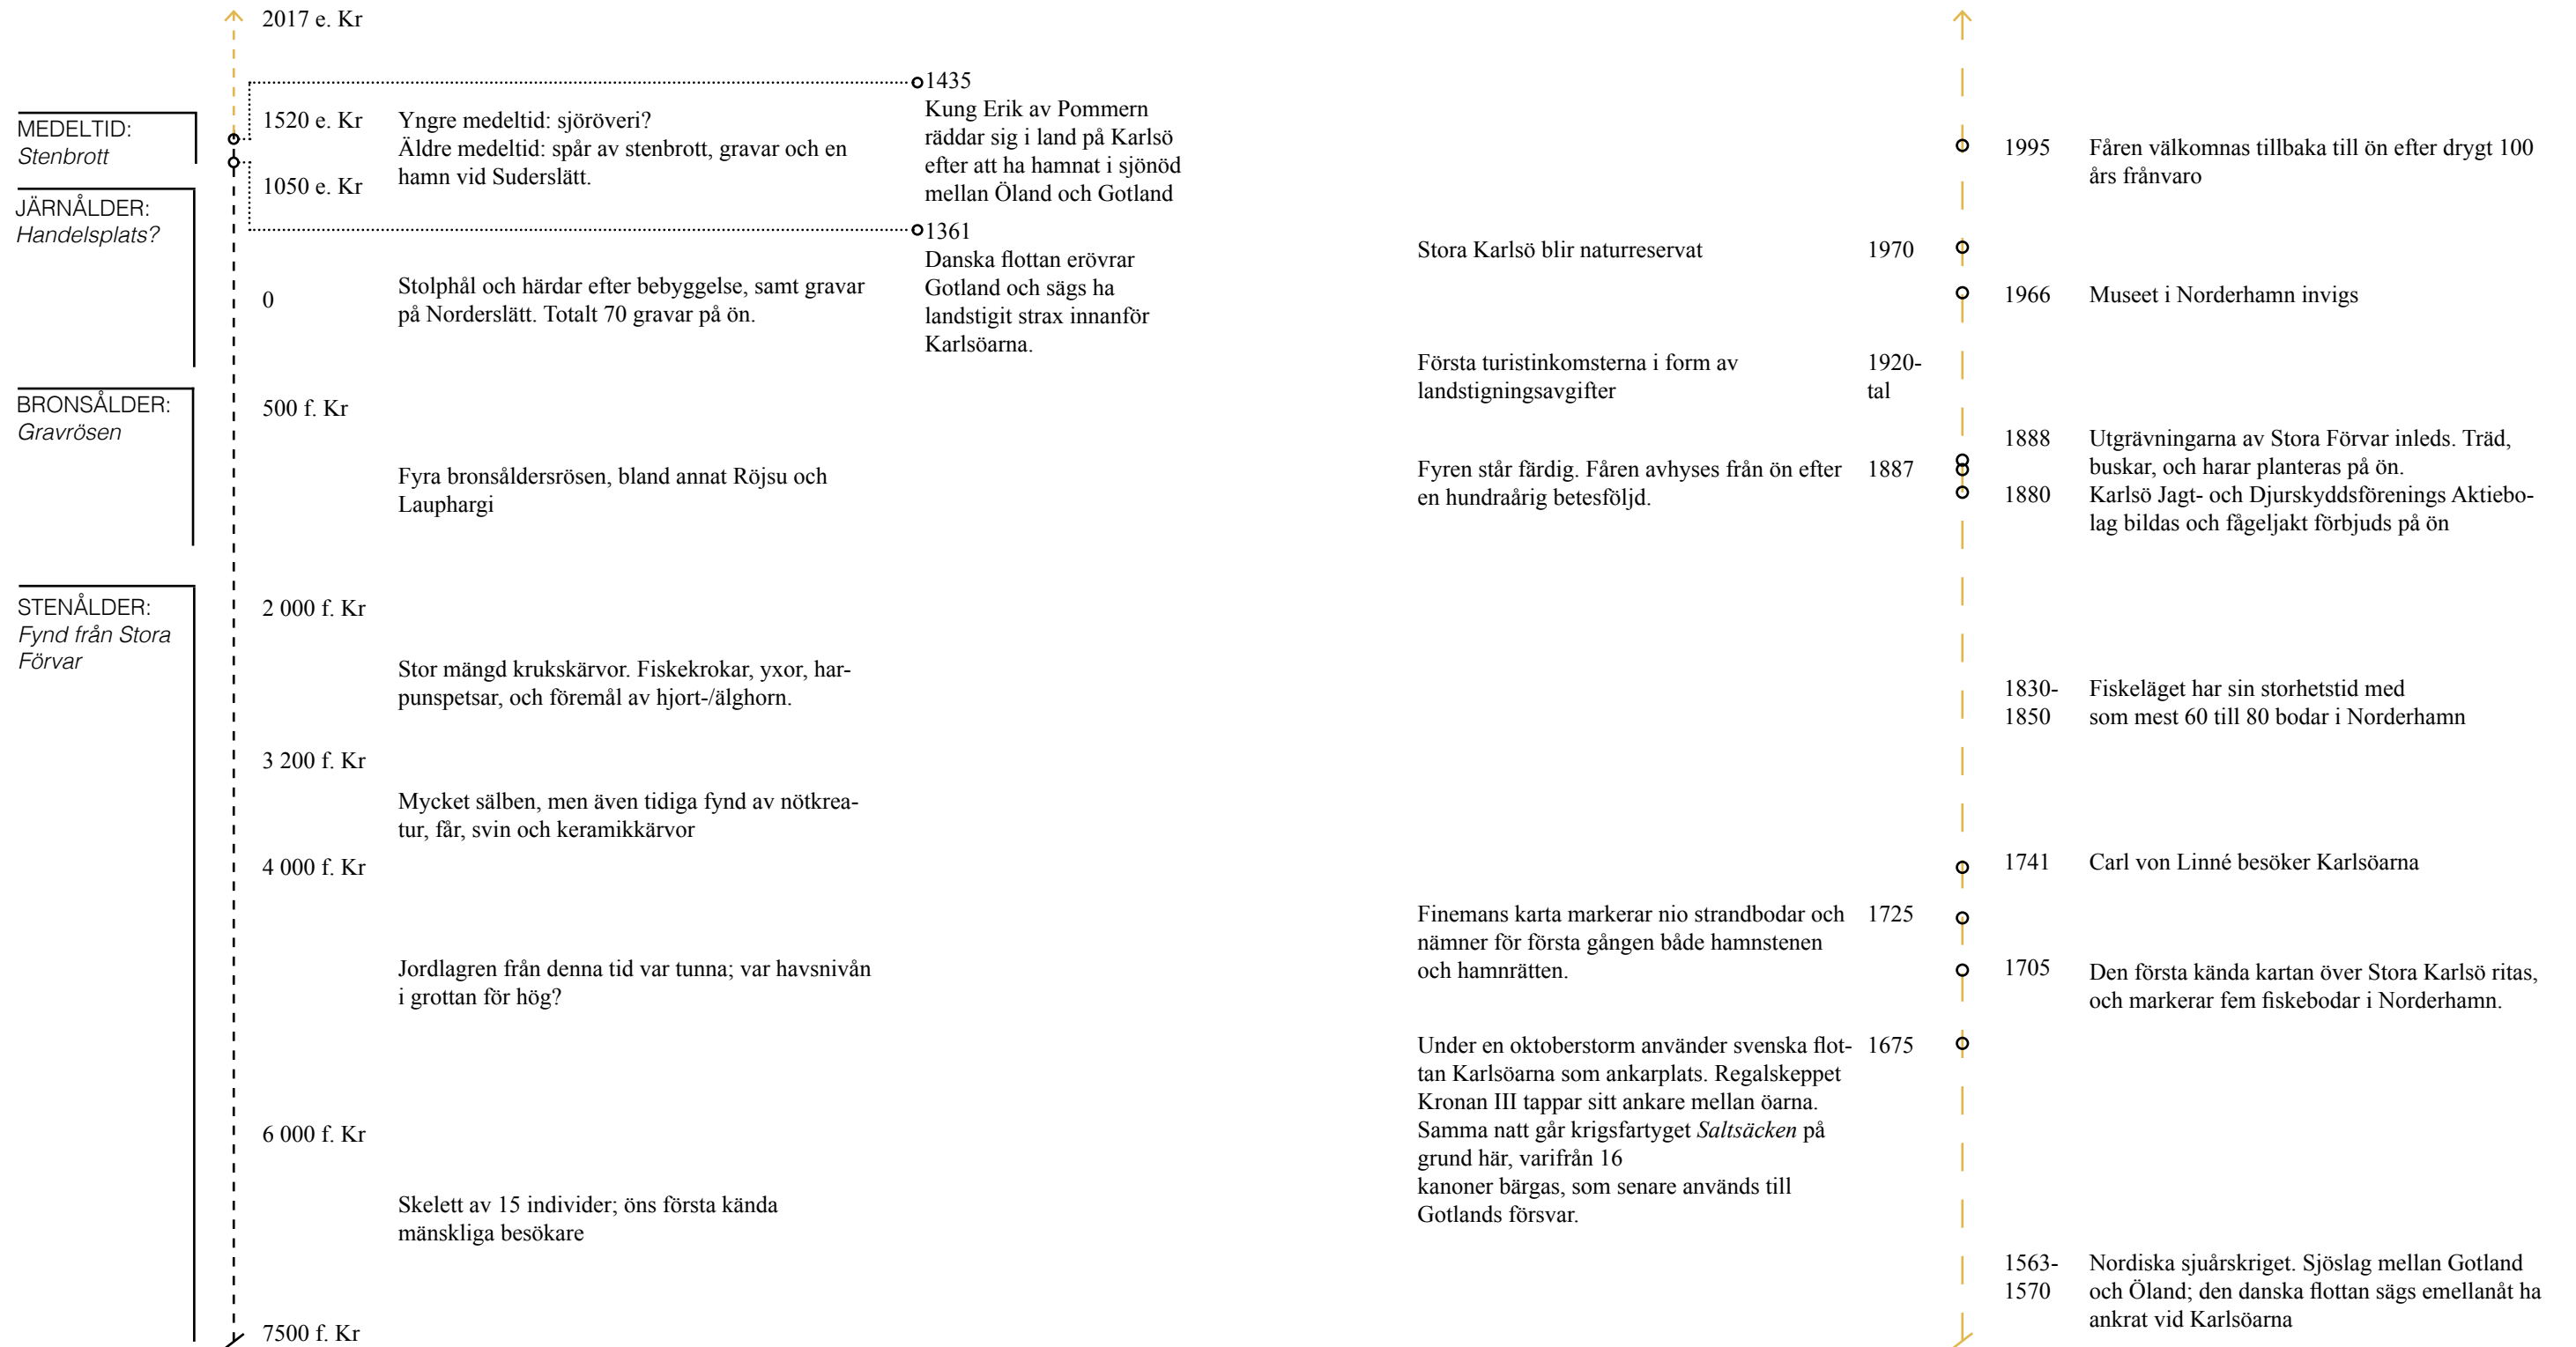 2017 e. Kr
MEDELTID:
Stenbrott
1520 e. Kr
1050 e. Kr
Yngre medeltid: sjöröveri?
Äldre medeltid: spår av stenbrott, gravar och en
hamn vid Suderslätt.
1435
Kung Erik av Pommern
räddar sig i land på Karlsö
efter att ha hamnat i sjönöd
mellan Öland och Gotland
1361
Danska flottan erövrar
Gotland och sägs ha
landstigit strax innanför
Karlsöarna.
JÄRNÅLDER:
Handelsplats?
0
Stolphål och härdar efter bebyggelse, samt gravar
på Norderslätt. Totalt 70 gravar på ön.
BRONSÅLDER:
Gravrösen
500 f. Kr
Fyra bronsåldersrösen, bland annat Röjsu och
Lauphargi
STENÅLDER:
Fynd från Stora
Förvar
2 000 f. Kr
Stor mängd krukskärvor. Fiskekrokar, yxor, har-
punspetsar, och föremål av hjort-/älghorn.
3 200 f. Kr
Mycket sälben, men även tidiga fynd av nötkrea-
tur, får, svin och keramikkärvor
4 000 f. Kr
Jordlagren från denna tid var tunna; var havsnivån
i grottan för hög?
6 000 f. Kr
Skelett av 15 individer; öns första kända
mänskliga besökare
7500 f. Kr
1995
Fåren välkomnas tillbaka till ön efter drygt 100
års frånvaro
Stora Karlsö blir naturreservat
1970
1966
Museet i Norderhamn invigs
Första turistinkomsterna i form av
landstigningsavgifter
1920-
tal
1888
Utgrävningarna av Stora Förvar inleds. Träd,
buskar, och harar planteras på ön.
Fyren står färdig. Fåren avhyses från ön efter
en hundraårig betesföljd.
1887
1880
Karlsö Jagt- och Djurskyddsförenings Aktiebo-
lag bildas och fågeljakt förbjuds på ön
1830-
1850
Fiskeläget har sin storhetstid med
som mest 60 till 80 bodar i Norderhamn
1741
Carl von Linné besöker Karlsöarna
Finemans karta markerar nio strandbodar och
nämner för första gången både hamnstenen
och hamnrätten.
1725
1705
Den första kända kartan över Stora Karlsö ritas,
och markerar fem fiskebodar i Norderhamn.
Under en oktoberstorm använder svenska flot-
tan Karlsöarna som ankarplats. Regalskeppet
Kronan III tappar sitt ankare mellan öarna.
Samma natt går krigsfartyget Saltsäcken på
grund här, varifrån 16
kanoner bärgas, som senare används till
Gotlands försvar.
1675
1563-
1570
Nordiska sjuårskriget. Sjöslag mellan Gotland
och Öland; den danska flottan sägs emellanåt ha
ankrat vid Karlsöarna